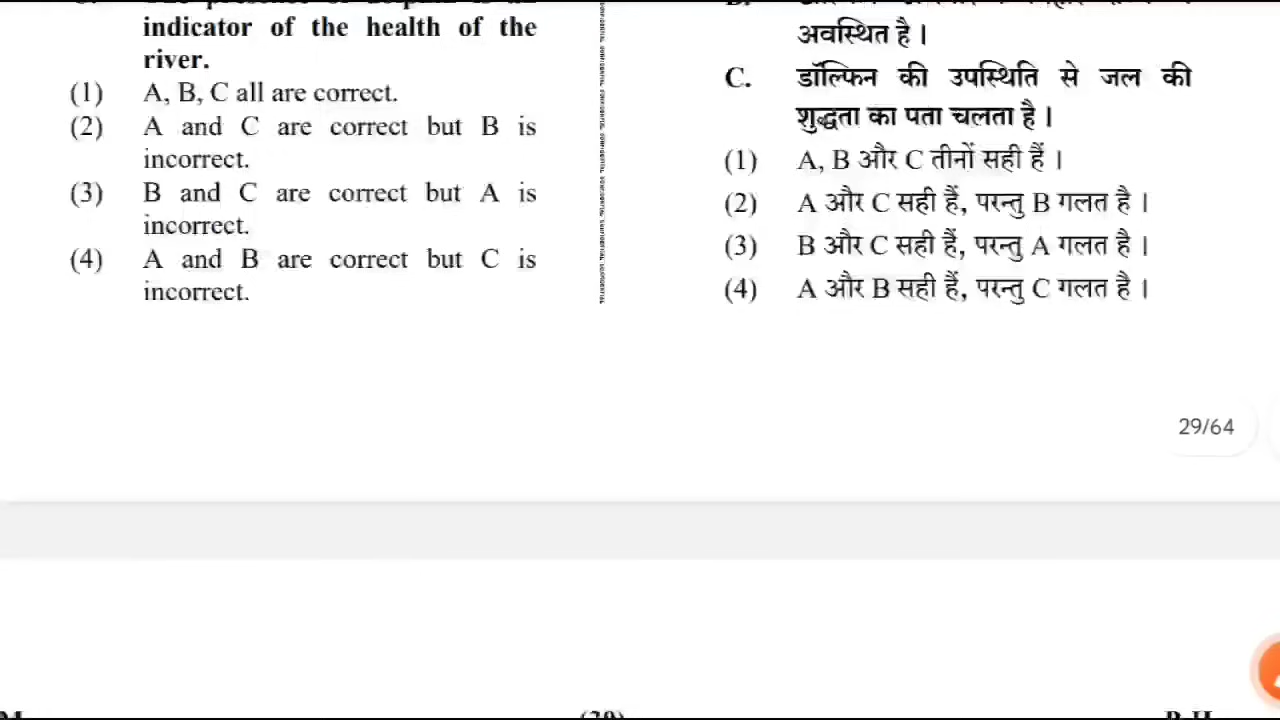 indicator of the health of the
river.
(1) A, B, C all are correct.
(2) A and C are correct but B is
incorrect.
(3) B and C are correct but A is
incorrect.
(4) A and B are correct but C is
incorrect.
अवस्थित है।
C. डॉल्फिन की उपस्थिति से जल की
शुद्धता का पता चलता है।
(1) A, B और C तीनों सही हैं।
(2) A और C सही हैं, परन्तु B गलत है।
(3) B और C सही हैं, परन्तु A गलत है।
(4) A और B सही हैं, परन्तु C गलत है।
29/64